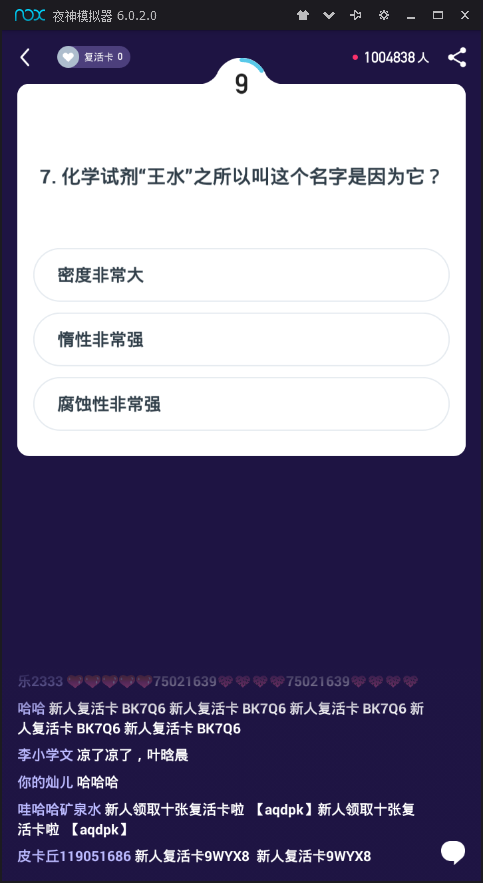 nox 夜神模拟器 6.0.2.0
复活卡 0
1004838 人
9
7. 化学试剂“王水”之所以叫这个名字是因为它？
密度非常大
惰性非常强
腐蚀性非常强
乐2333 75021639 75021639
哈哈 新人复活卡 BK7Q6 新人复活卡 BK7Q6 新人复活卡 BK7Q6 新
人复活卡 BK7Q6 新人复活卡 BK7Q6
李小学文 凉了凉了，叶晗晨
你的灿儿 哈哈哈
哇哈哈矿泉水 新人领取十张复活卡啦 【aqdpk】新人领取十张复
活卡啦 【aqdpk】
皮卡丘119051686 新人复活卡9WYX8 新人复活卡9WYX8